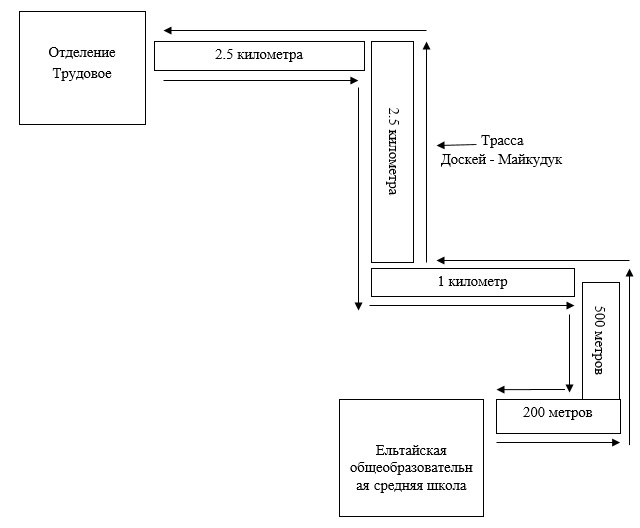 Отделение
Трудовое
2.5 километра
2.5 километра
Трасса
Доскей - Майкудук
1 километр
500 метров
200 метров
Ельтайская
общеобразовательн
ая средняя школа